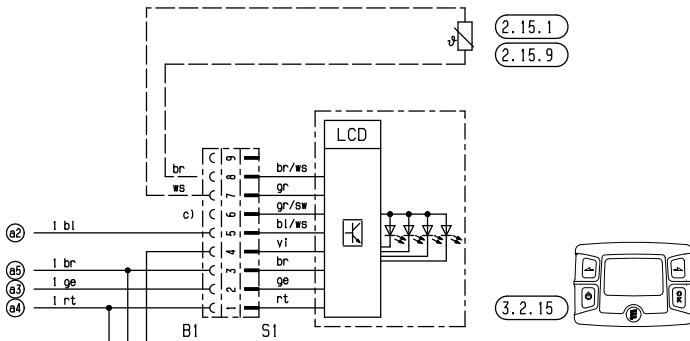 ϑ
2.15.1
2.15.9
LCD
br
ws
c)
9
8
7
6
5
4
3
2
1
br/ws
gr
gr/sw
bl/ws
vi
br
ge
rt
a2 1 bl
a5 1 br
a3 1 ge
a4 1 rt
B1
S1
3.2.15
OK